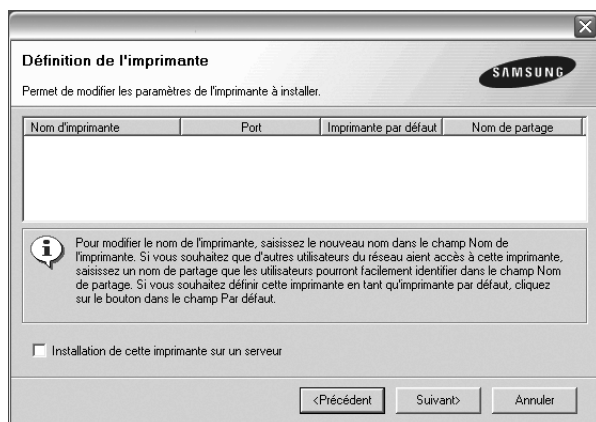 Définition de l'imprimante
SAMSUNG
Permet de modifier les paramètres de l'imprimante à installer.
Nom d'imprimante Port Imprimante par défaut Nom de partage
Pour modifier le nom de l'imprimante, saisissez le nouveau nom dans le champ Nom de
l'imprimante. Si vous souhaitez que d'autres utilisateurs du réseau aient accès à cette imprimante,
saisissez un nom de partage que les utilisateurs pourront facilement identifier dans le champ Nom
de partage. Si vous souhaitez définir cette imprimante en tant qu'imprimante par défaut, cliquez
sur le bouton dans le champ Par défaut.
Installation de cette imprimante sur un serveur
<Précédent Suivant> Annuler